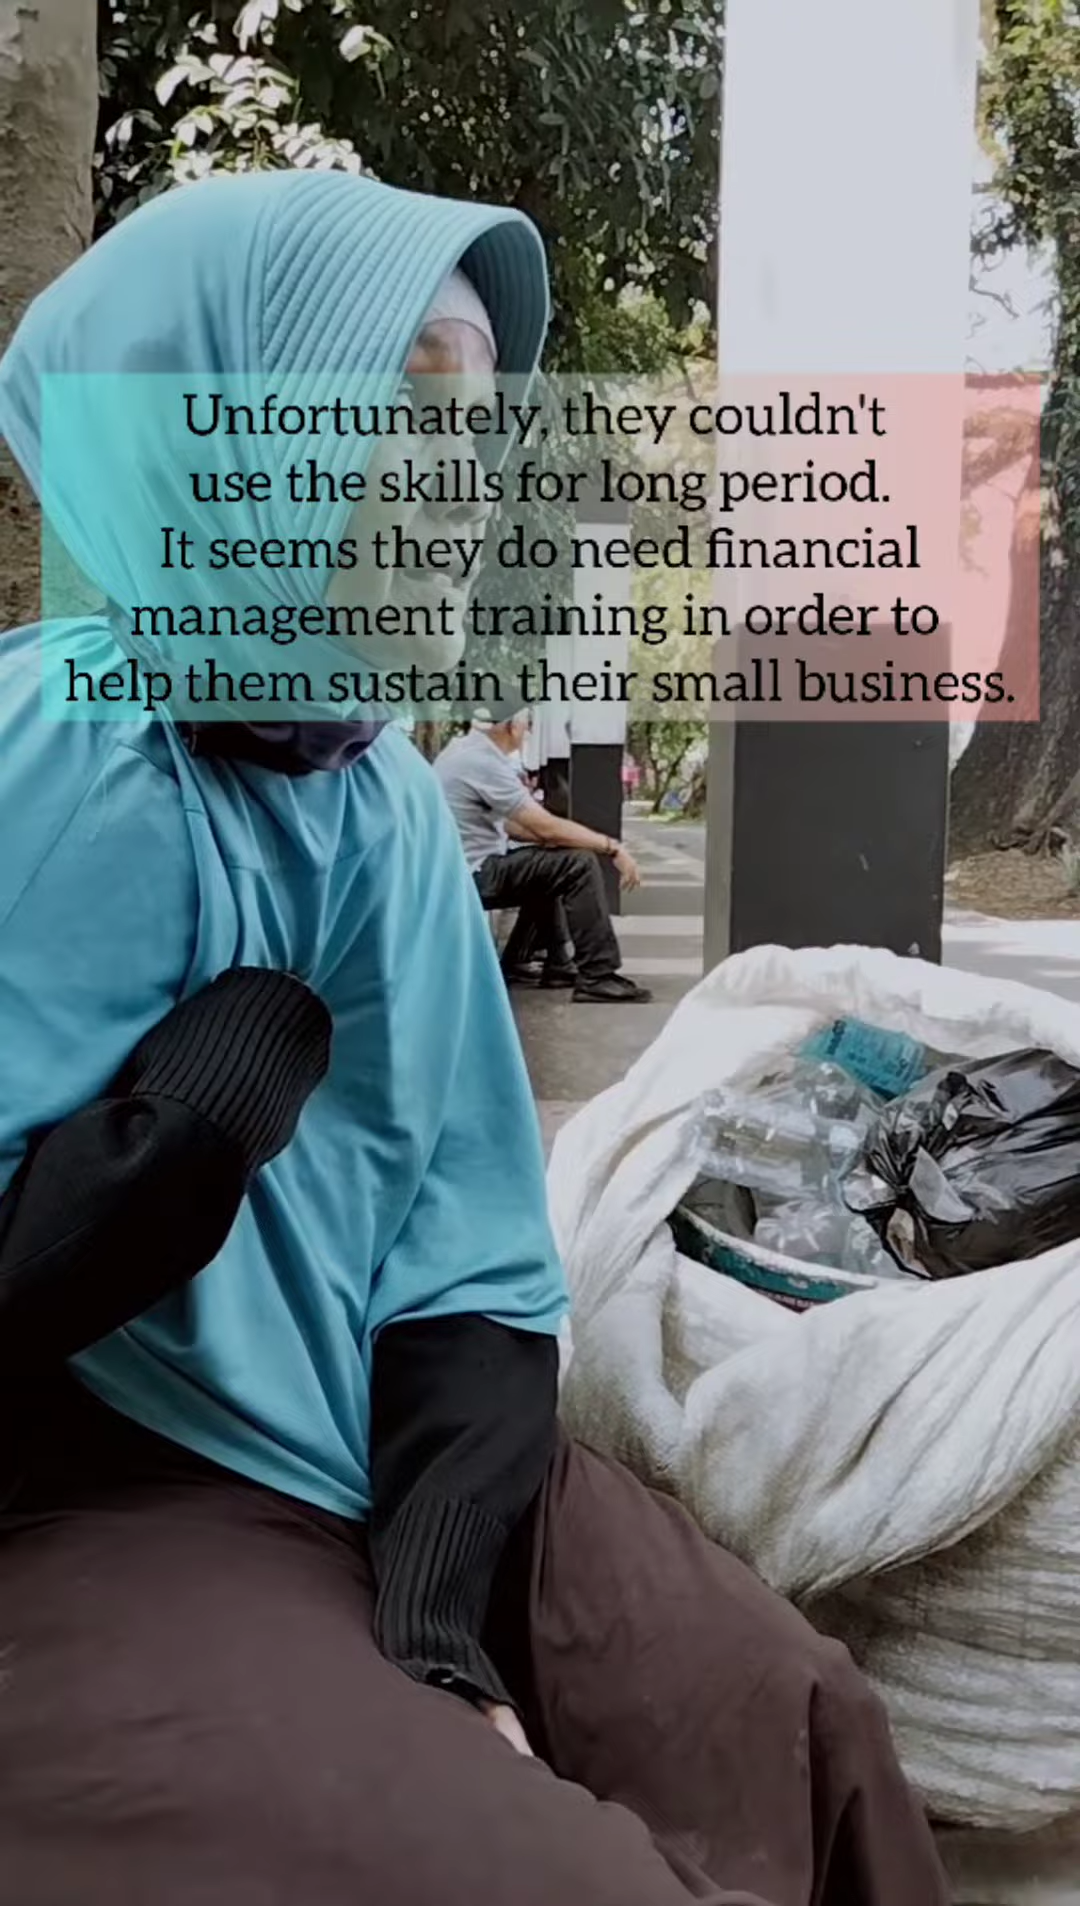 Unfortunately, they couldn't
use the skills for long period.
It seems they do need financial
management training in order to
help them sustain their small business.